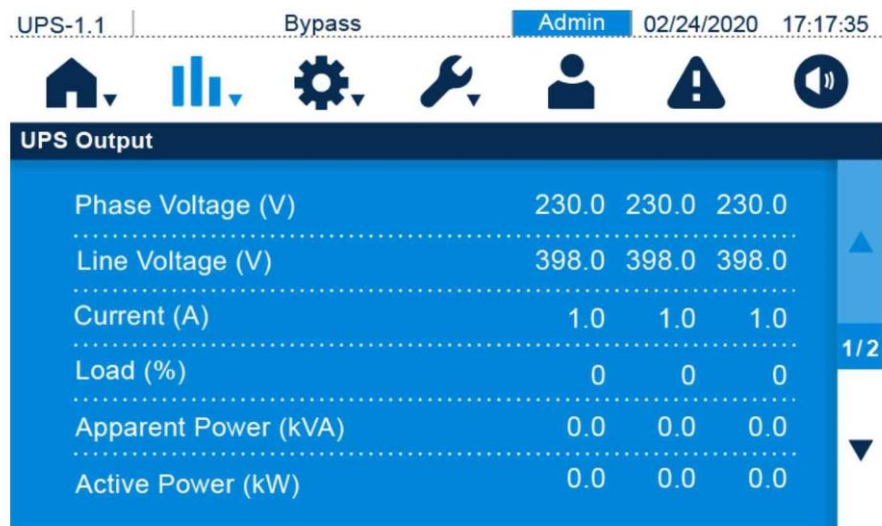 UPS-1.1 Bypass Admin 02/24/2020 17:17:35
UPS Output
Phase Voltage (V) 230.0 230.0 230.0
Line Voltage (V) 398.0 398.0 398.0
Current (A) 1.0 1.0 1.0
1/2
Load (%) 0 0 0
Apparent Power (kVA) 0.0 0.0 0.0
Active Power (kW) 0.0 0.0 0.0